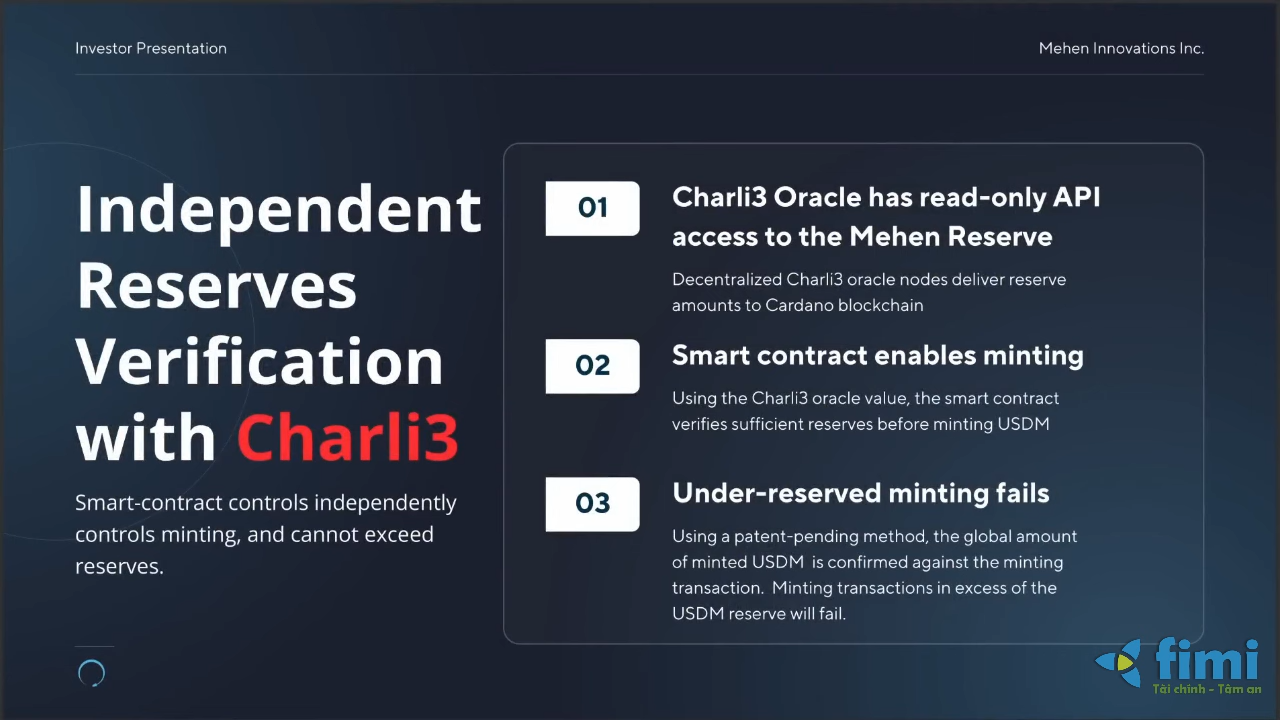 Investor Presentation
Mehen Innovations Inc.
Independent
Reserves
Verification
with Charli3
Smart-contract controls independently
controls minting, and cannot exceed
reserves.
01
Charli3 Oracle has read-only API
access to the Mehen Reserve
Decentralized Charli3 oracle nodes deliver reserve
amounts to Cardano blockchain
02
Smart contract enables minting
Using the Charli3 oracle value, the smart contract
verifies sufficient reserves before minting USDM
03
Under-reserved minting fails
Using a patent-pending method, the global amount
of minted USDM  is confirmed against the minting
transaction.  Minting transactions in excess of the
USDM reserve will fail.
fimi
Tài chính - Tâm an